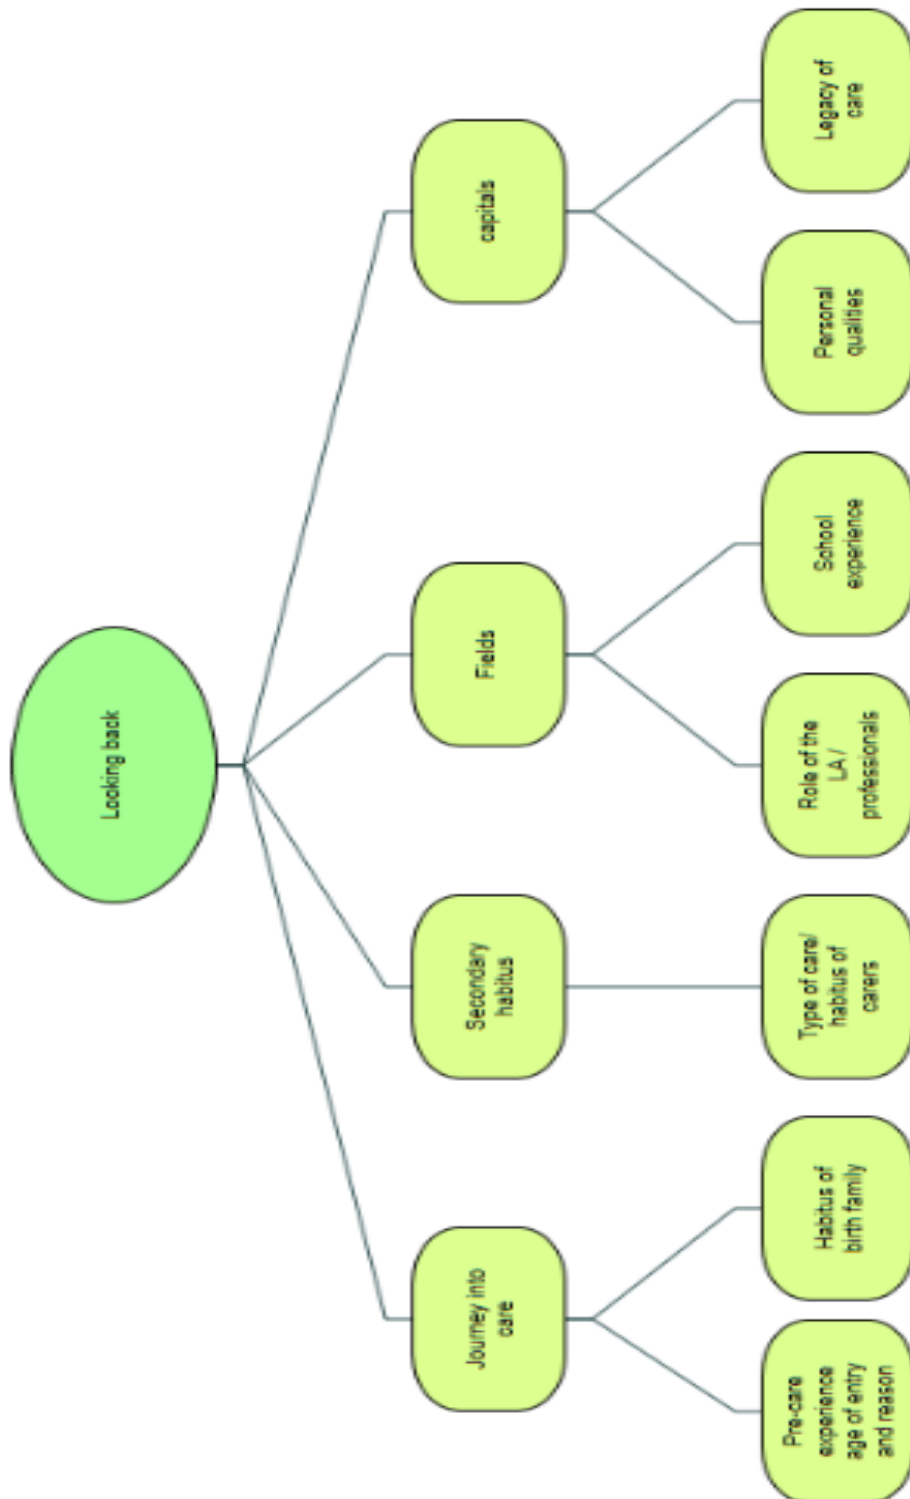 Looking back
Journey into
care
Secondary
habitus
Fields
capitals
Pre-care
experience
age of entry
and reason
Habitus of
birth family
Type of care/
habitus of
carers
Role of the
LA /
professionals
School
experience
Personal
qualities
Legacy of
care